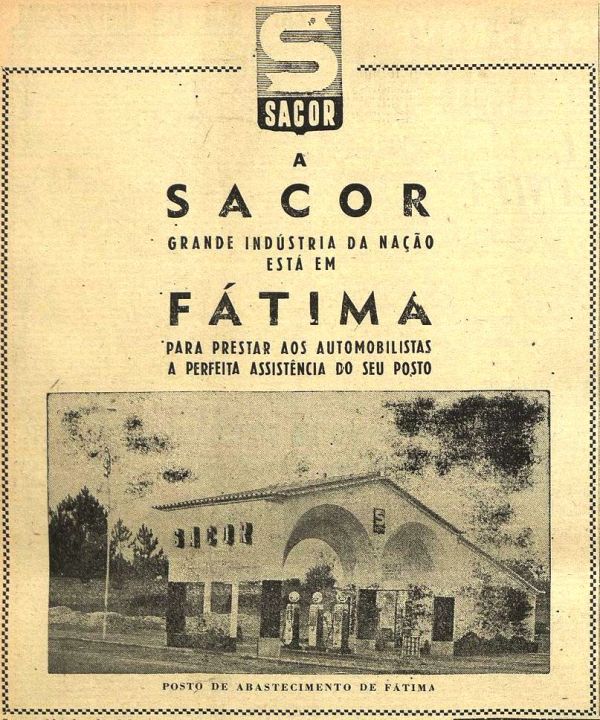 SACOR
A
SACOR
GRANDE INDÚSTRIA DA NAÇÃO
ESTÁ EM
FÁTIMA
PARA PRESTAR AOS AUTOMOBILISTAS
A PERFEITA ASSISTÊNCIA DO SEU POSTO
SACOR
S
POSTO DE ABASTECIMENTO DE FÁTIMA